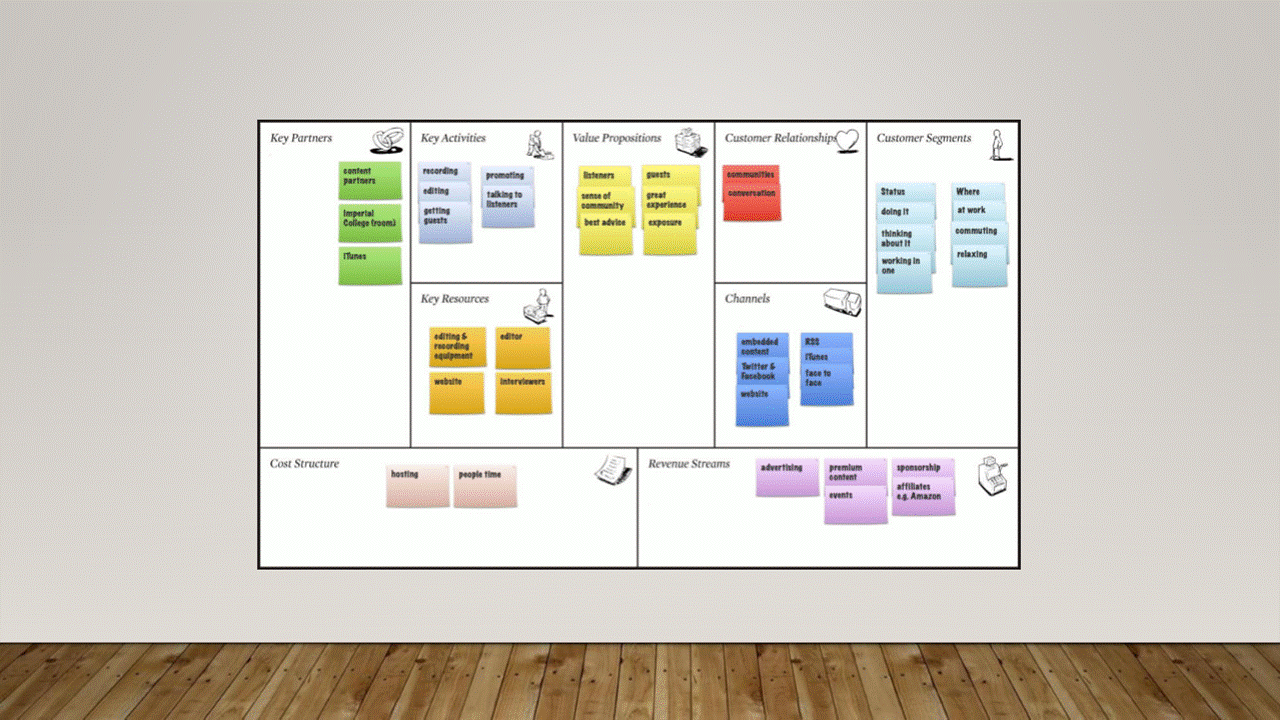 Key Partners
content
partners
Imperial
College (room)
iTunes
Key Activities
recording
editing
getting
guests
promoting
talking to
listeners
Key Resources
editing &
recording
equipment
editor
website
interviewers
Value Propositions
listeners
sense of
community
best advice
guests
great
experience
exposure
Customer Relationships
communities
conversation
Channels
embedded
content
Twitter &
Facebook
website
RSS
iTunes
face to
face
Customer Segments
Status
doing it
thinking
about it
working in
one
Where
at work
commuting
relaxing
Cost Structure
hosting
people time
Revenue Streams
advertising
premium
content
events
sponsorship
affiliates
e.g. Amazon